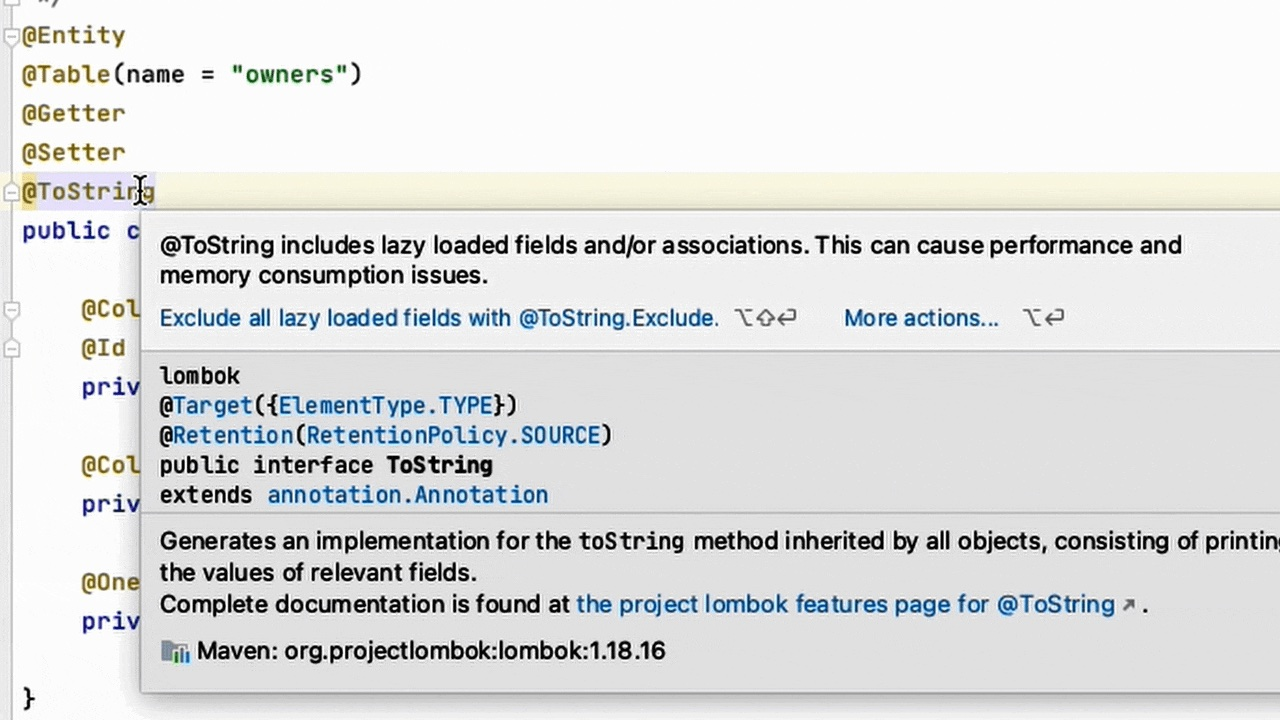 */
@Entity
@Table(name = "owners")
@Getter
@Setter
@ToString
public c
@ToString includes lazy loaded fields and/or associations. This can cause performance and
memory consumption issues.
Exclude all lazy loaded fields with @ToString.Exclude. ⌥⇧⏎ More actions... ⌥⏎
@Col
@Id
priv
@Col
priv
@One
priv
lombok
@Target({ElementType.TYPE})
@Retention(RetentionPolicy.SOURCE)
public interface ToString
extends annotation.Annotation
Generates an implementation for the toString method inherited by all objects, consisting of printing
the values of relevant fields.
Complete documentation is found at the project lombok features page for @ToString ↗ .
Maven: org.projectlombok:lombok:1.18.16
}